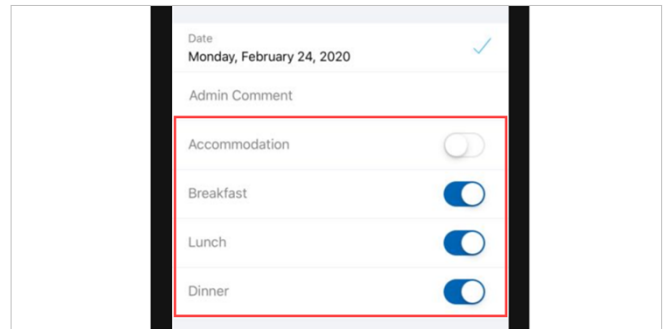 Date
Monday, February 24, 2020
Admin Comment
Accommodation
Breakfast
Lunch
Dinner